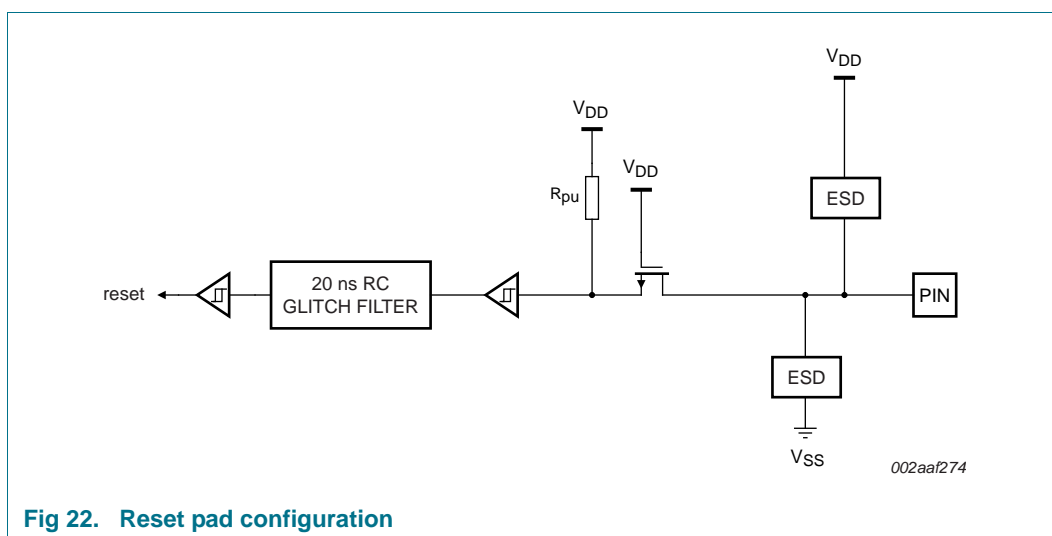 VDD
VDD
VDD
Rpu
ESD
reset
20 ns RC
GLITCH FILTER
PIN
ESD
VSS
002aaf274
Fig 22. Reset pad configuration